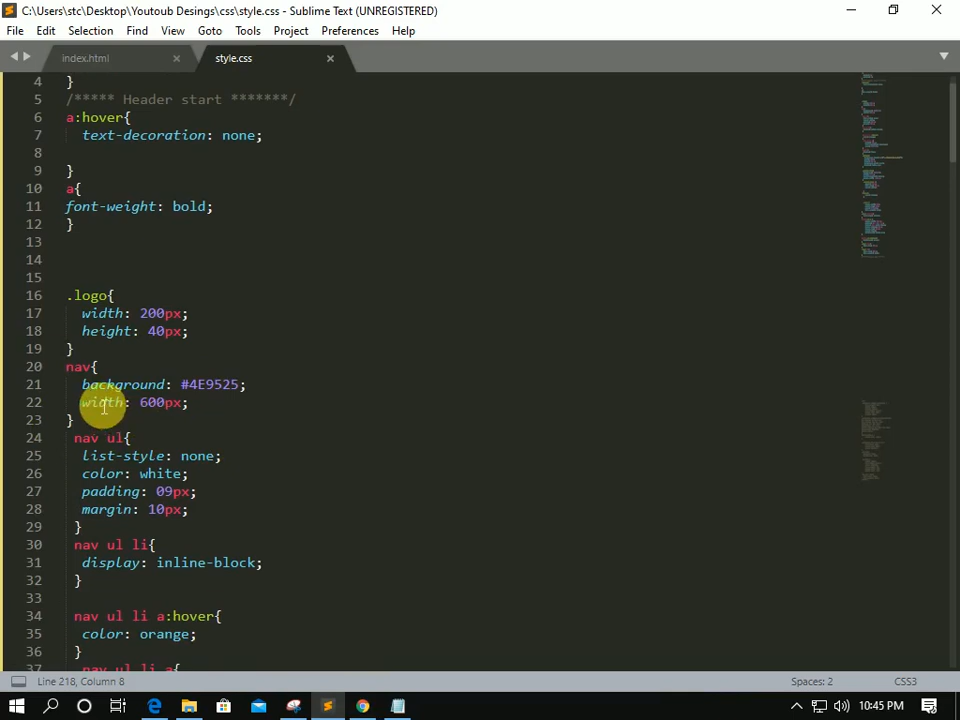 C:\Users\stc\Desktop\Youtoub Desings\css\style.css - Sublime Text (UNREGISTERED)
File Edit Selection Find View Goto Tools Project Preferences Help
index.html style.css
4 }
5 /***** Header start *******/
6 a:hover{
7 text-decoration: none;
8
9 }
10 a{
11 font-weight: bold;
12 }
13
14
15
16 .logo{
17 width: 200px;
18 height: 40px;
19 }
20 nav{
21 background: #4E9525;
22 width: 600px;
23 }
24 nav ul{
25 list-style: none;
26 color: white;
27 padding: 09px;
28 margin: 10px;
29 }
30 nav ul li{
31 display: inline-block;
32 }
33
34 nav ul li a:hover{
35 color: orange;
36 }
37 nav ul li a{
Line 218, Column 8 Spaces: 2 CSS3
10:45 PM